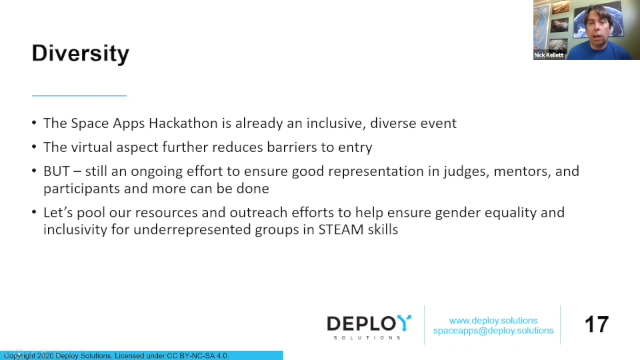 Diversity
Nick Kellett
• The Space Apps Hackathon is already an inclusive, diverse event
• The virtual aspect further reduces barriers to entry
• BUT – still an ongoing effort to ensure good representation in judges, mentors, and
participants and more can be done
• Let's pool our resources and outreach efforts to help ensure gender equality and
inclusivity for underrepresented groups in STEAM skills
DEPLOY
SOLUTIONS
www.deploy.solutions
spaceapps@deploy.solutions
17
Copyright 2020 Deploy Solutions. Licensed under CC BY-NC-SA 4.0.